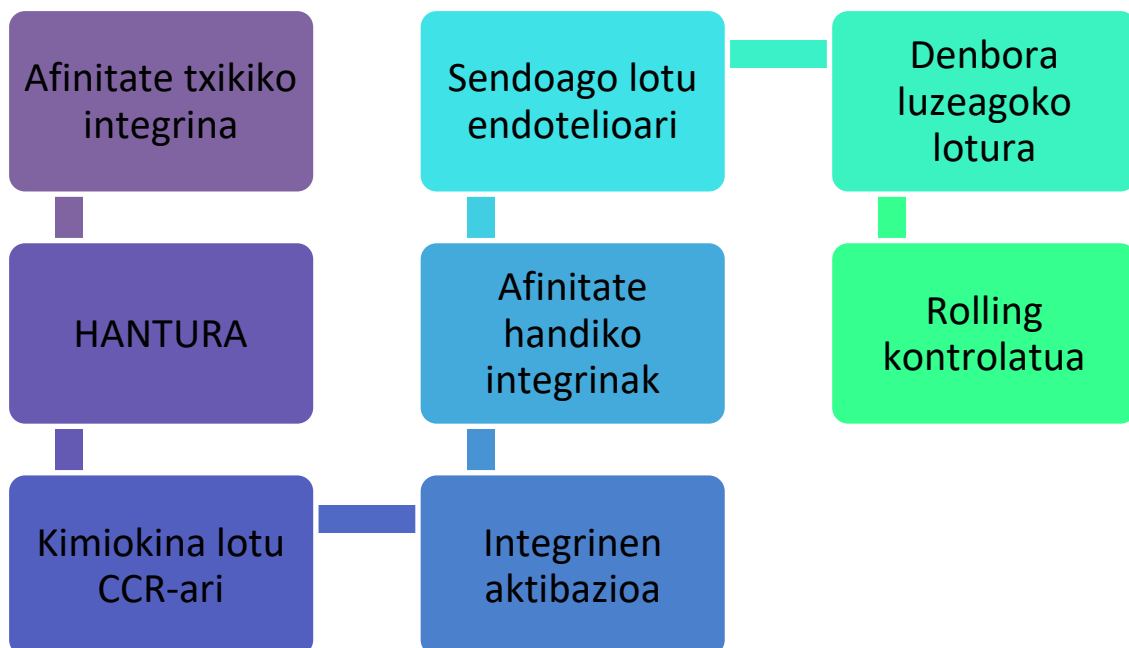 Afinitate txikiko
integrina
HANTURA
Kimiokina lotu
CCR-ari
Integrinen
aktibazioa
Afinitate
handiko
integrinak
Sendoago lotu
endotelioari
Denbora
luzeagoko
lotura
Rolling
kontrolatua